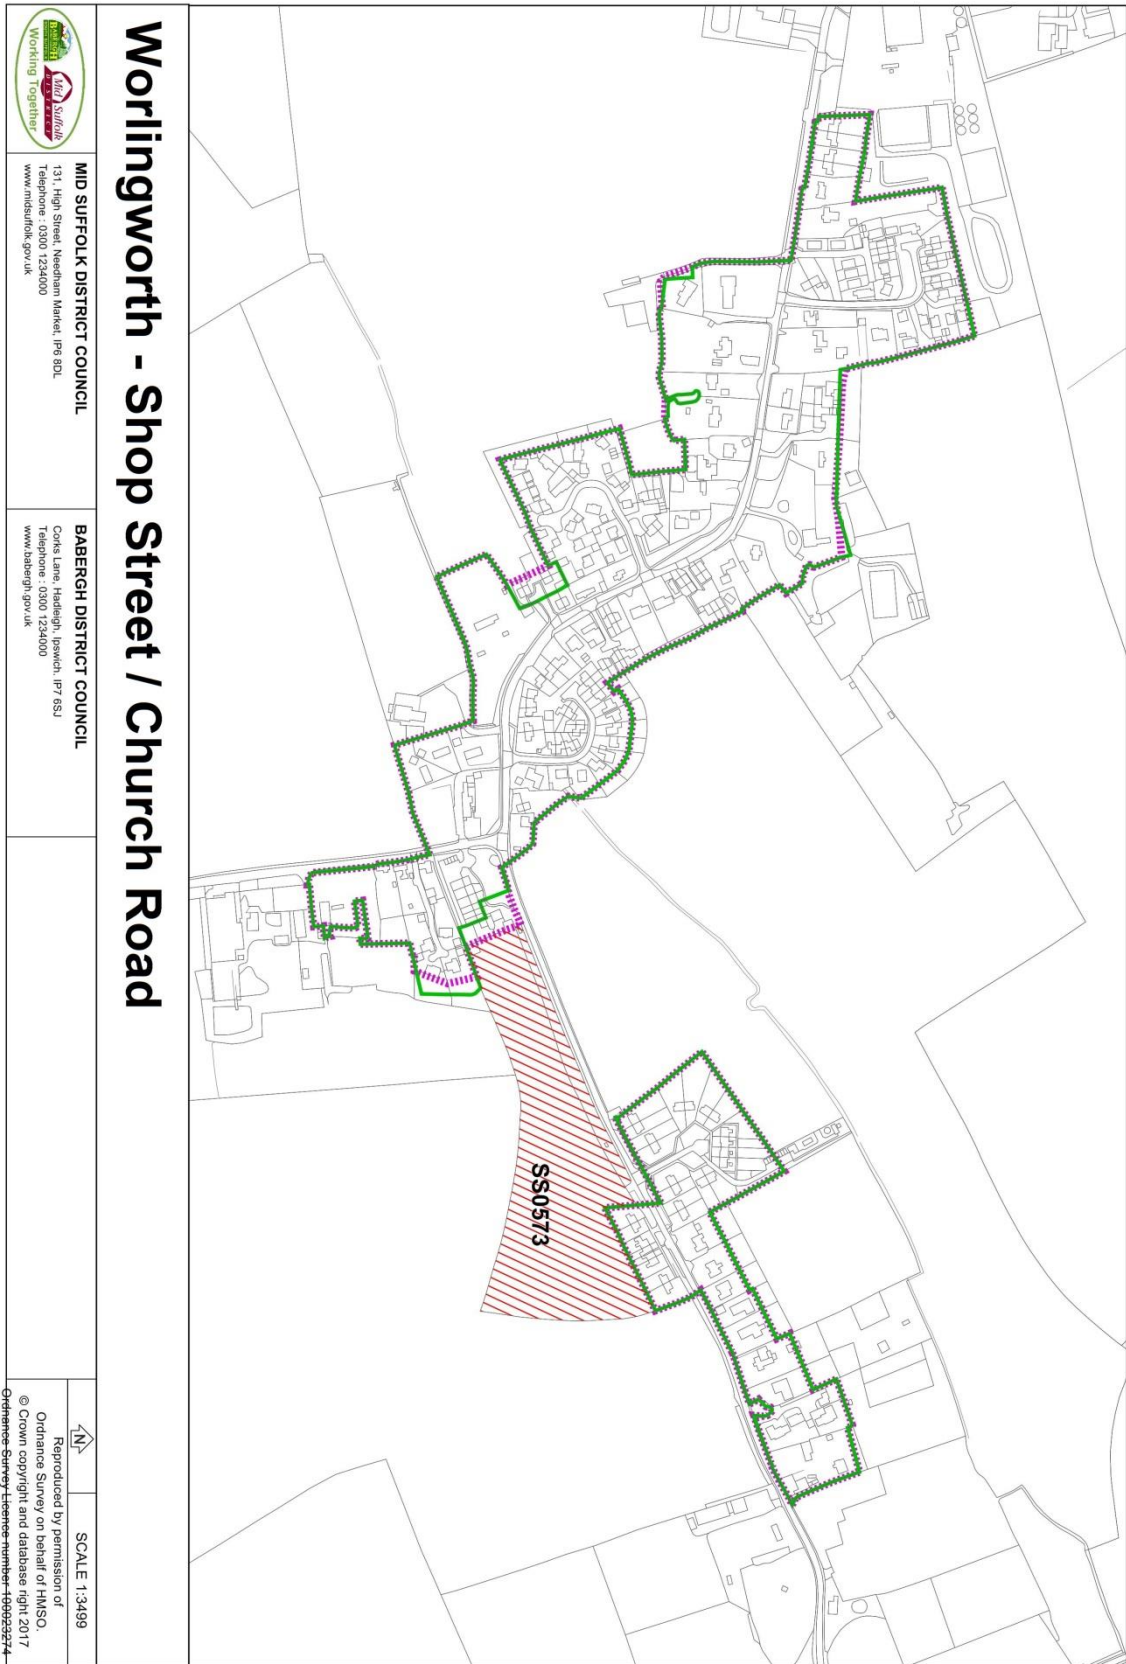 SS0573
Worlingworth - Shop Street / Church Road
BABERGH
Mid Suffolk
DISTRICT
Working Together
MID SUFFOLK DISTRICT COUNCIL
131, High Street, Needham Market, IP6 8DL
Telephone : 0300 1234000
www.midsuffolk.gov.uk
BABERGH DISTRICT COUNCIL
Corks Lane, Hadleigh, Ipswich. IP7 6SJ
Telephone : 0300 1234000
www.babergh.gov.uk
N
SCALE 1:3499
Reproduced by permission of
Ordnance Survey on behalf of HMSO.
© Crown copyright and database right 2017
Ordnance Survey Licence number 100023274